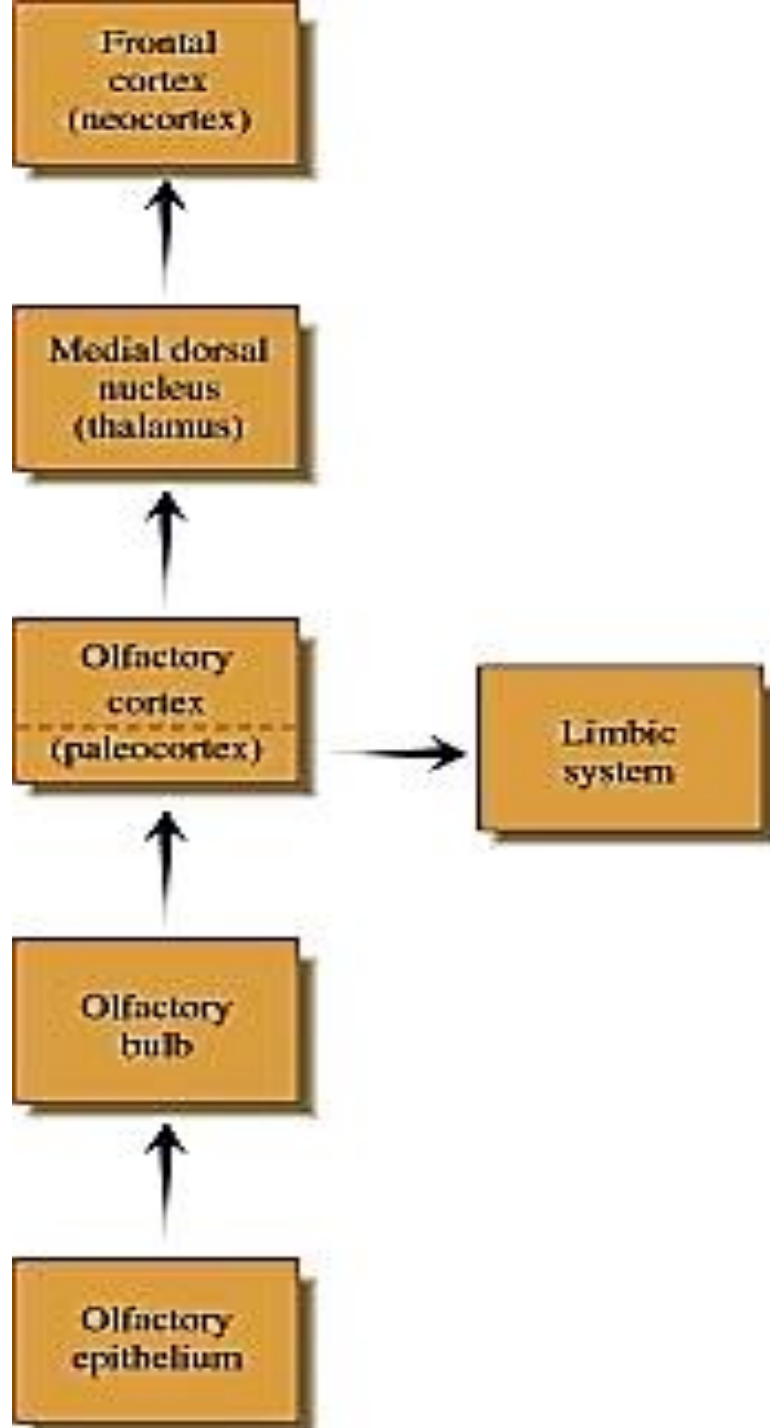 Frontal
cortex
(neocortex)
Medial dorsal
nucleus
(thalamus)
Olfactory
cortex
(paleocortex)
Limbic
system
Olfactory
bulb
Olfactory
epithelium